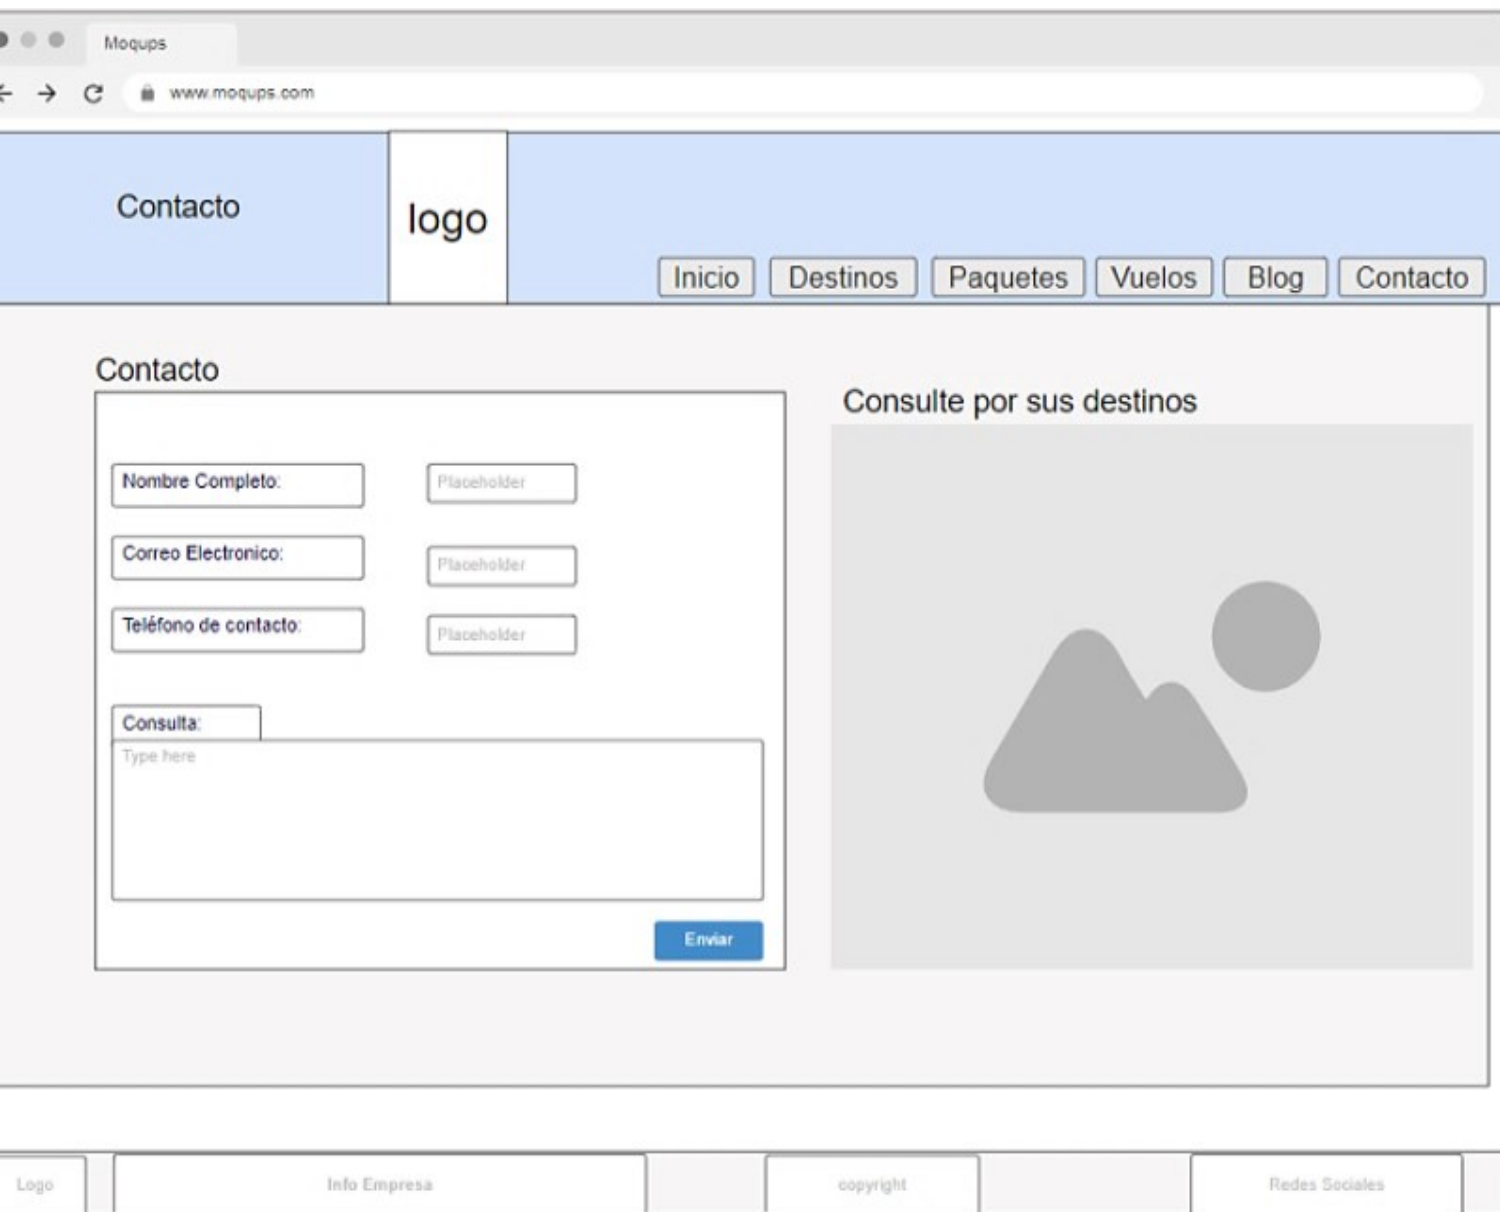 Moqups
www.moqups.com
Contacto
logo
Inicio
Destinos
Paquetes
Vuelos
Blog
Contacto
Contacto
Consulte por sus destinos
Nombre Completo:
Placeholder
Correo Electronico:
Placeholder
Teléfono de contacto:
Placeholder
Consulta:
Type here
Enviar
Logo
Info Empresa
copyright
Redes Sociales